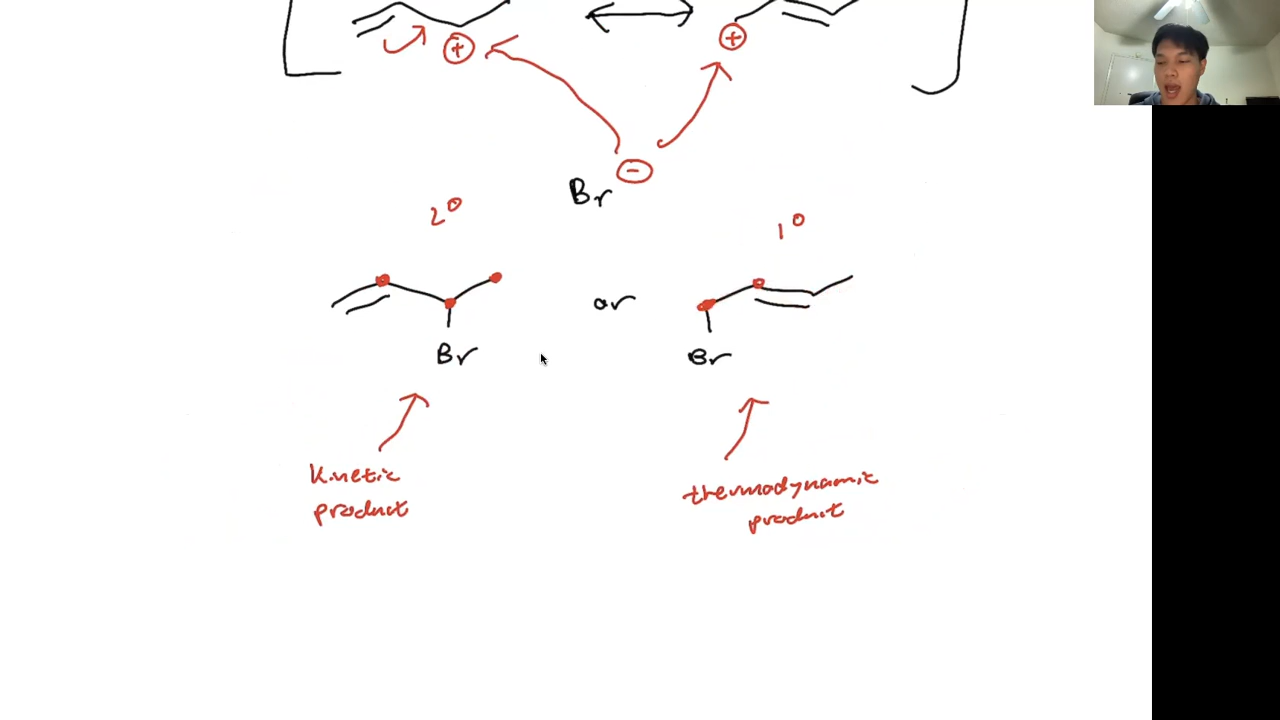 +
+
−
Br
2°
1°
or
Br
Br
Kinetic
product
thermodynamic
product